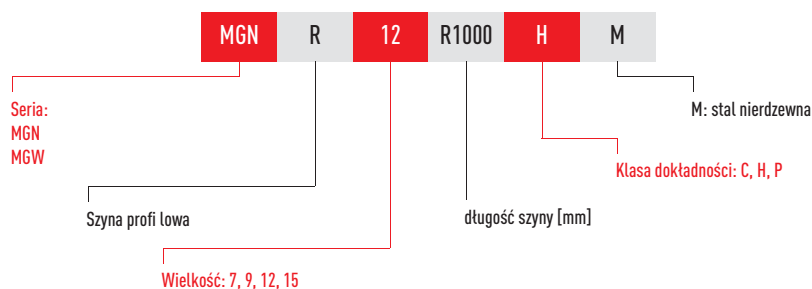 MGN R 12 R1000 H M
Seria:
MGN
MGW
M: stal nierdzewna
Klasa dokładności: C, H, P
Szyna profi lowa
długość szyny [mm]
Wielkość: 7, 9, 12, 15